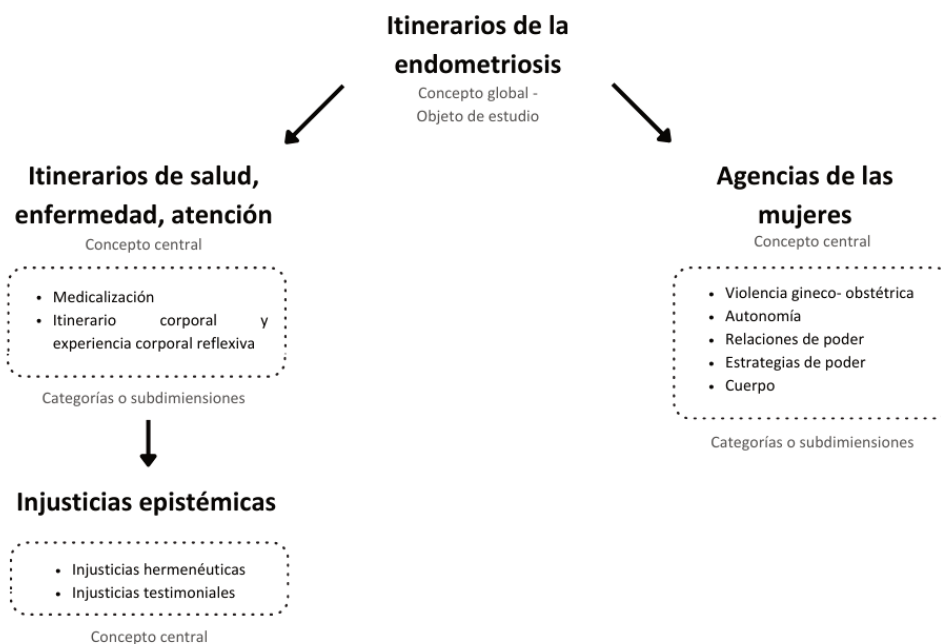 Itinerarios de la
endometriosis
Concepto global -
Objeto de estudio
Itinerarios de salud,
enfermedad, atención
Concepto central
• Medicalización
• Itinerario corporal y
experiencia corporal reflexiva
Categorías o subdimiensiones
Injusticias epistémicas
• Injusticias hermenéuticas
• Injusticias testimoniales
Concepto central
Agencias de las
mujeres
Concepto central
• Violencia gineco- obstétrica
• Autonomía
• Relaciones de poder
• Estrategias de poder
• Cuerpo
Categorías o subdimiensiones